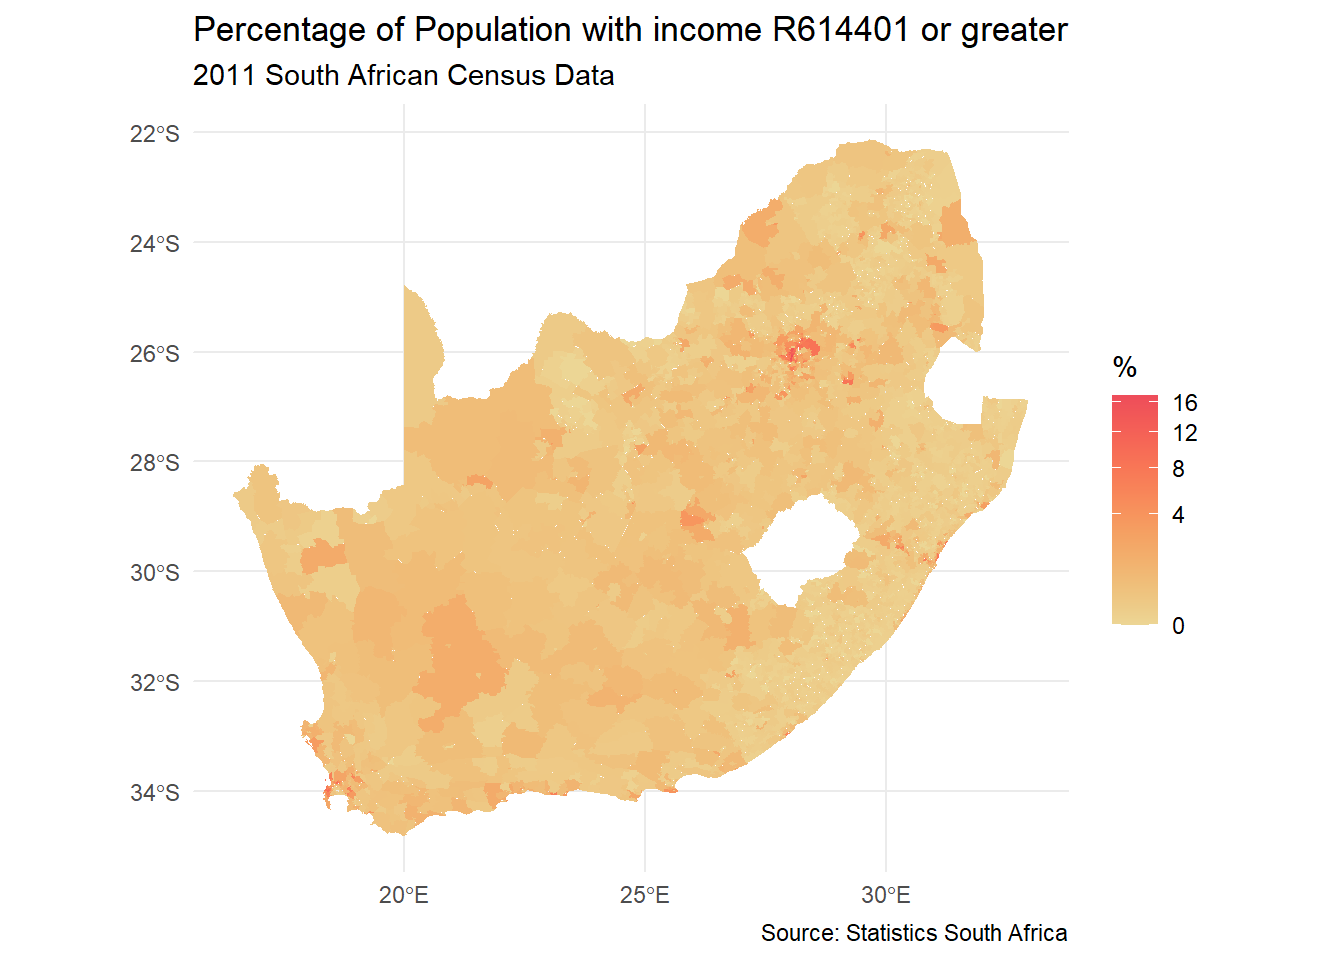 Percentage of Population with income R614401 or greater
2011 South African Census Data
22°S
24°S
26°S
28°S
30°S
32°S
34°S
20°E
25°E
30°E
%
16
12
8
4
0
Source: Statistics South Africa